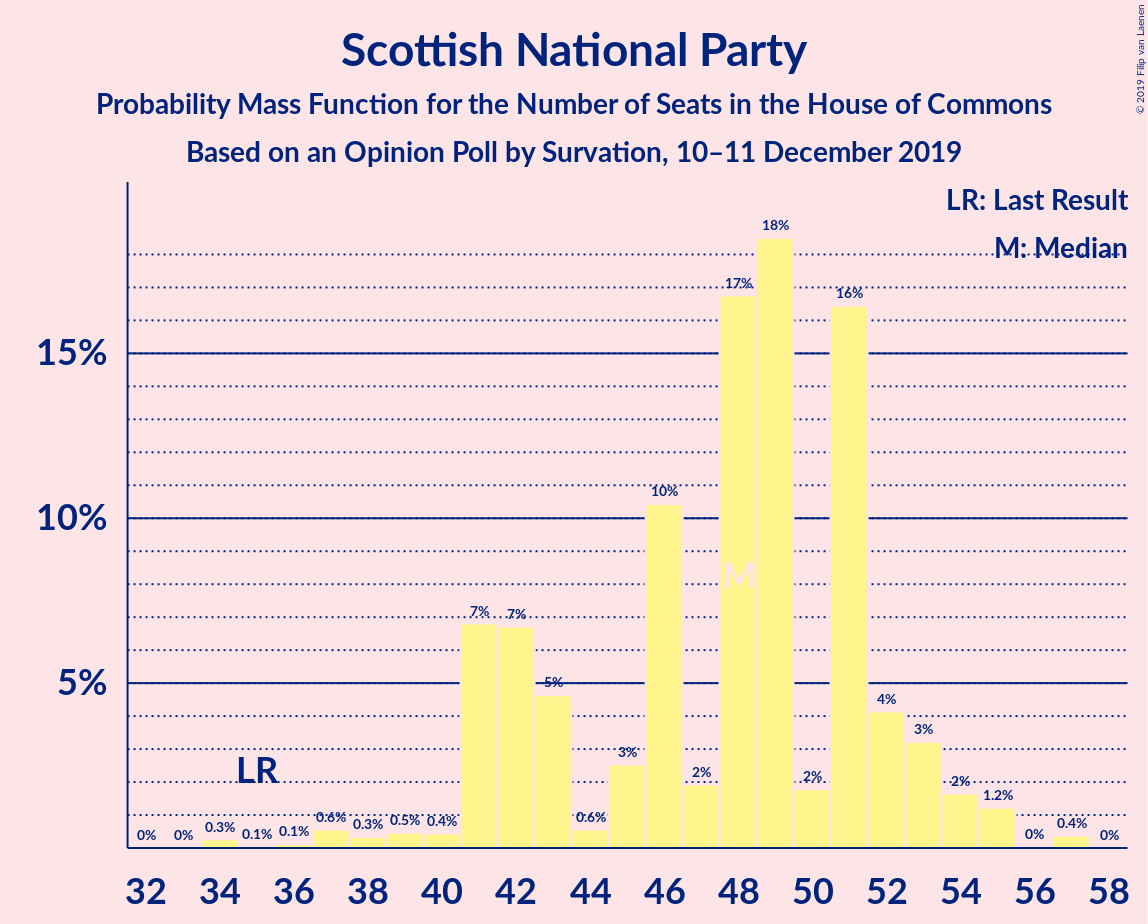 Scottish National Party
Probability Mass Function for the Number of Seats in the House of Commons
Based on an Opinion Poll by Survation, 10–11 December 2019
© 2019 Filip van Laenen
LR: Last Result
M: Median
15%
10%
5%
0% 0% 0.3% 0.1% 0.1% 0.6% 0.3% 0.5% 0.4% 7% 7% 5% 0.6% 3% 10% 2% 17% 18% 2% 16% 4% 3% 2% 1.2% 0% 0.4% 0%
LR
M
32 34 36 38 40 42 44 46 48 50 52 54 56 58